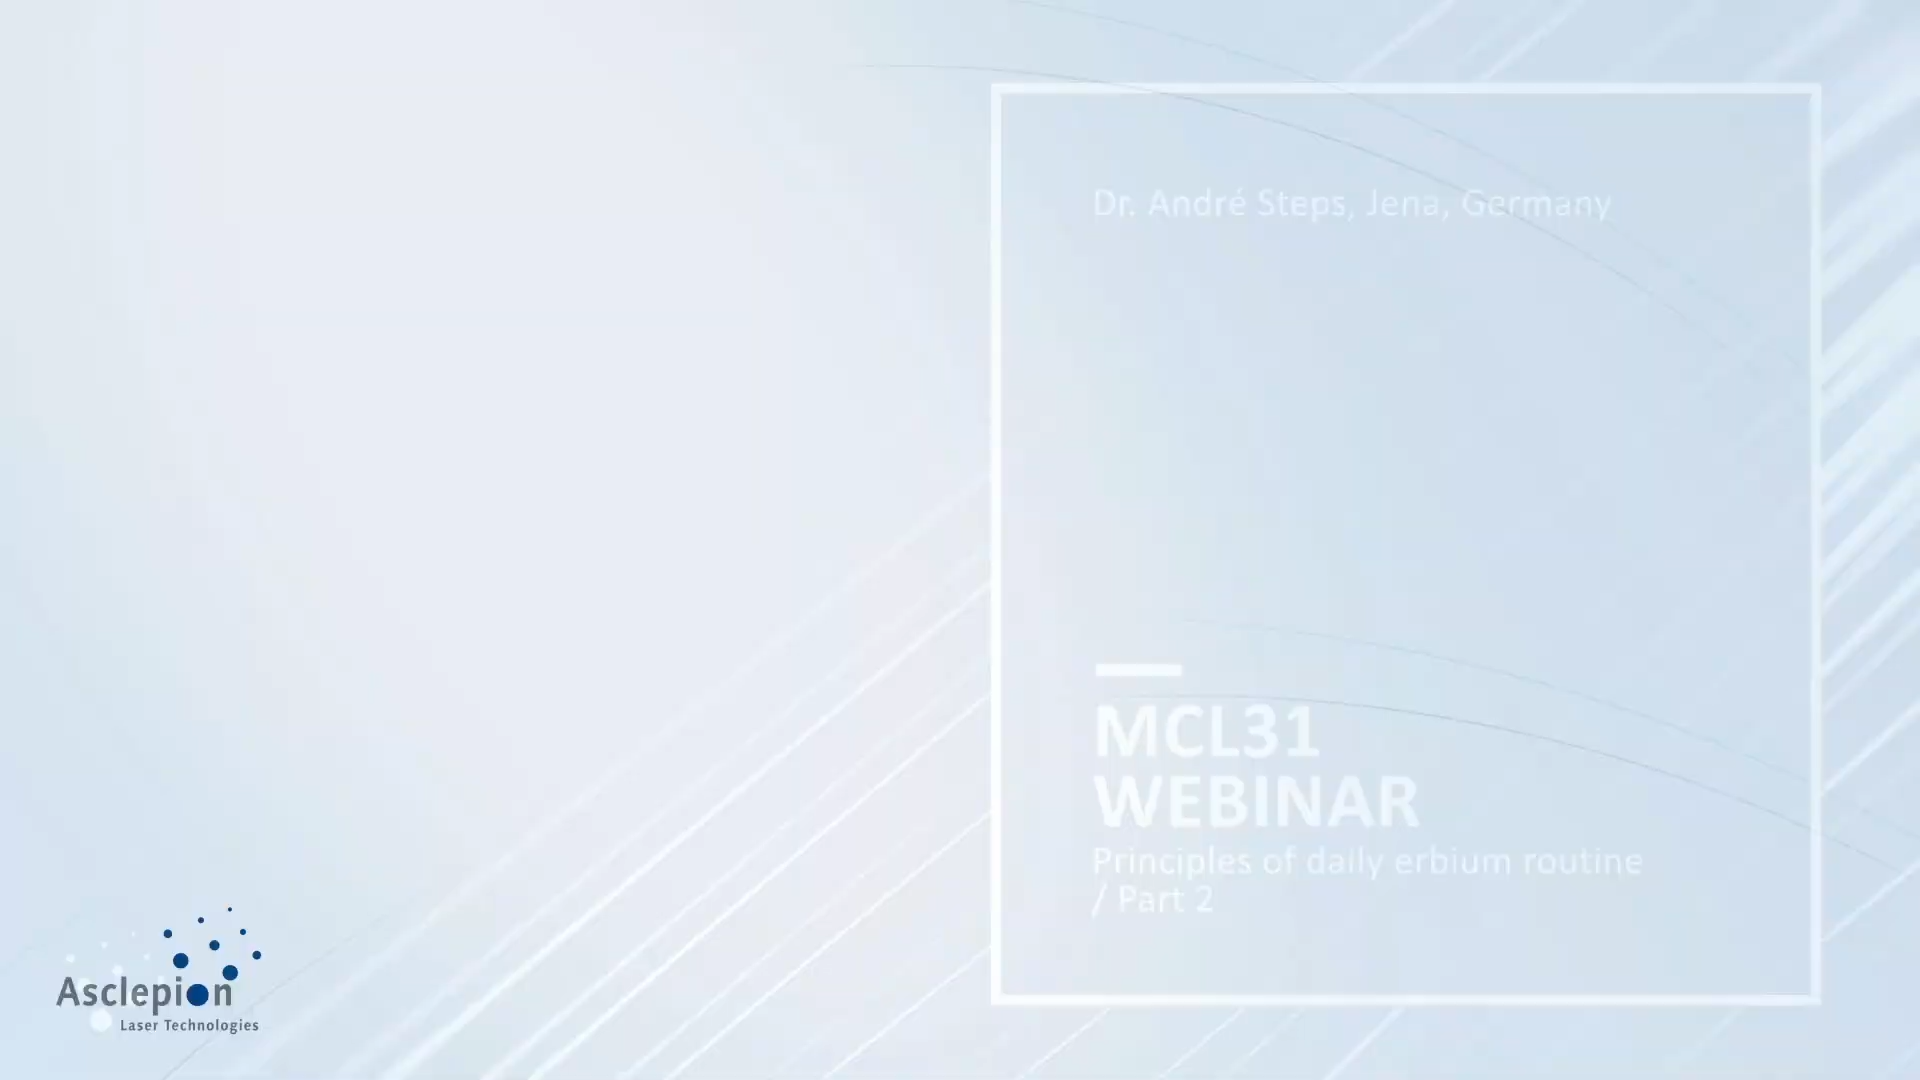 Dr. André Steps, Jena, Germany
MCL31
WEBINAR
Principles of daily erbium routine
/ Part 2
Asclepion
Laser Technologies